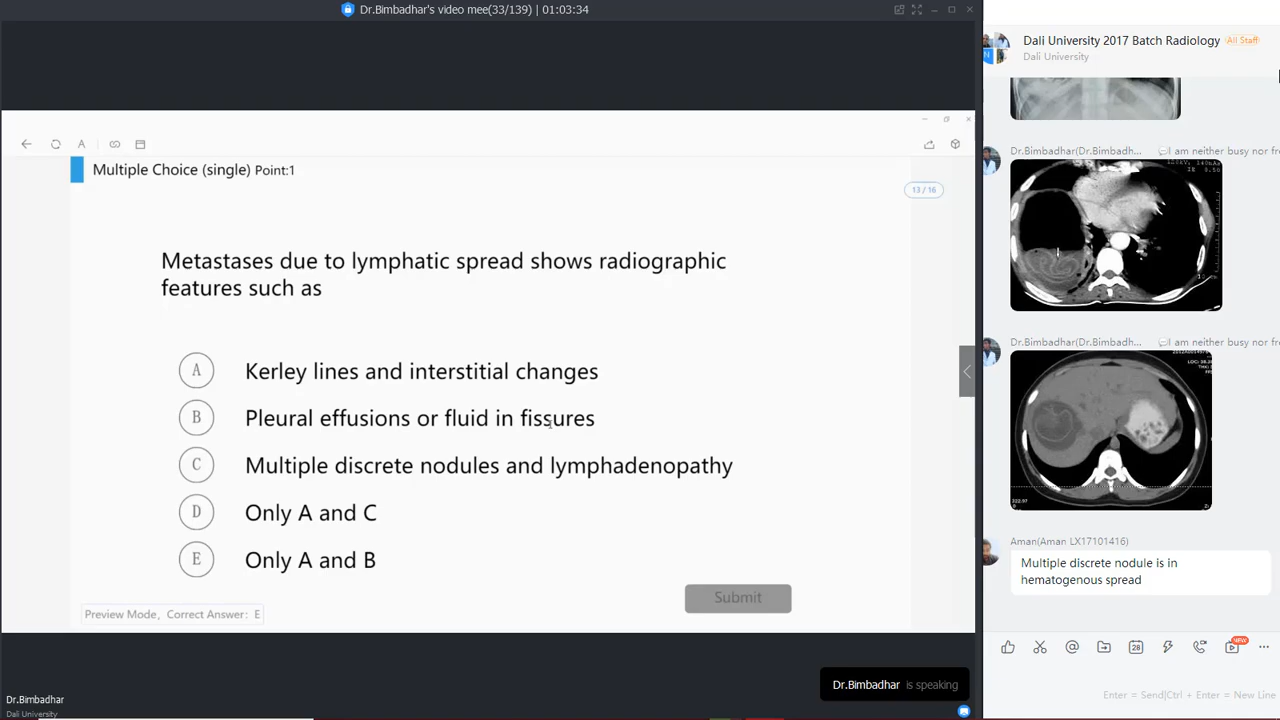 Dr.Bimbadhar's video mee(33/139) | 01:03:34
Multiple Choice (single) Point:1
13 / 16
Metastases due to lymphatic spread shows radiographic
features such as
A Kerley lines and interstitial changes
B Pleural effusions or fluid in fissures
C Multiple discrete nodules and lymphadenopathy
D Only A and C
E Only A and B
Submit
Preview Mode, Correct Answer: E
Dr.Bimbadhar is speaking
Dr.Bimbadhar
Dali University
Dali University 2017 Batch Radiology All Staff
Dali University
Dr.Bimbadhar(Dr.Bimbadh... I am neither busy nor fr
Dr.Bimbadhar(Dr.Bimbadh... I am neither busy nor fr
Aman(Aman LX17101416)
Multiple discrete nodule is in
hematogenous spread
28
NEW
Enter = Send|Ctrl + Enter = New Line